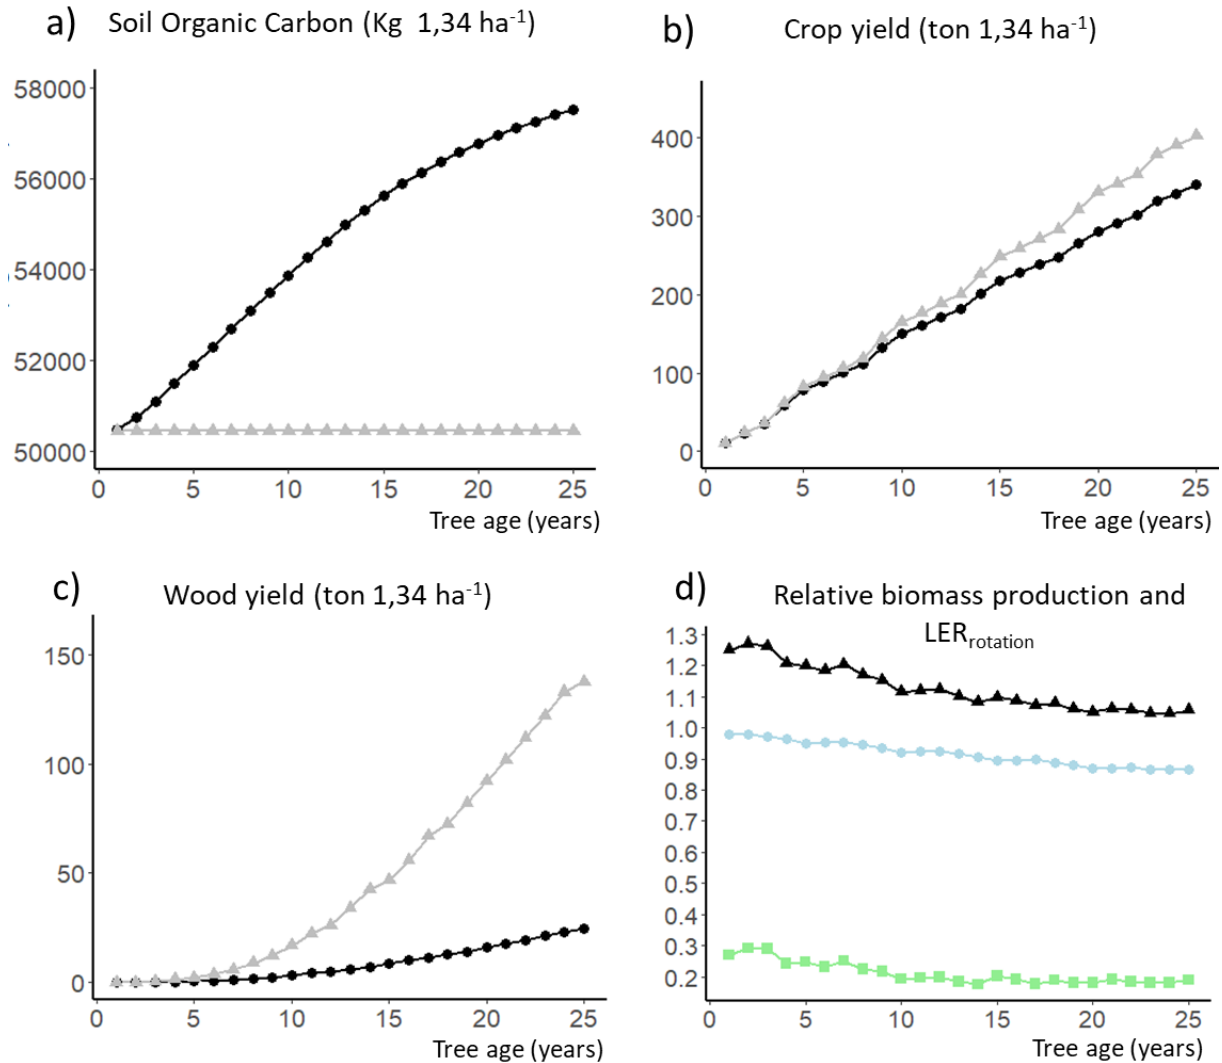 a) Soil Organic Carbon (Kg 1,34 ha⁻¹)
58000
56000
54000
52000
50000
0 5 10 15 20 25
Tree age (years)
b) Crop yield (ton 1,34 ha⁻¹)
400
300
200
100
0
0 5 10 15 20 25
Tree age (years)
c) Wood yield (ton 1,34 ha⁻¹)
150
100
50
0
0 5 10 15 20 25
Tree age (years)
d) Relative biomass production and
LERrotation
1.3
1.2
1.1
1.0
0.9
0.8
0.7
0.6
0.5
0.4
0.3
0.2
0 5 10 15 20 25
Tree age (years)